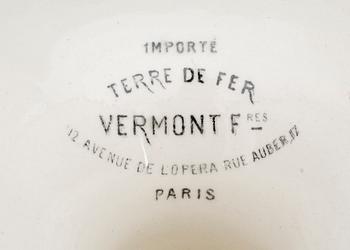 IMPORTÉ
TERRE DE FER
VERMONT FRES
12 AVENUE DE L'OPERA RUE AUBER, 17
PARIS